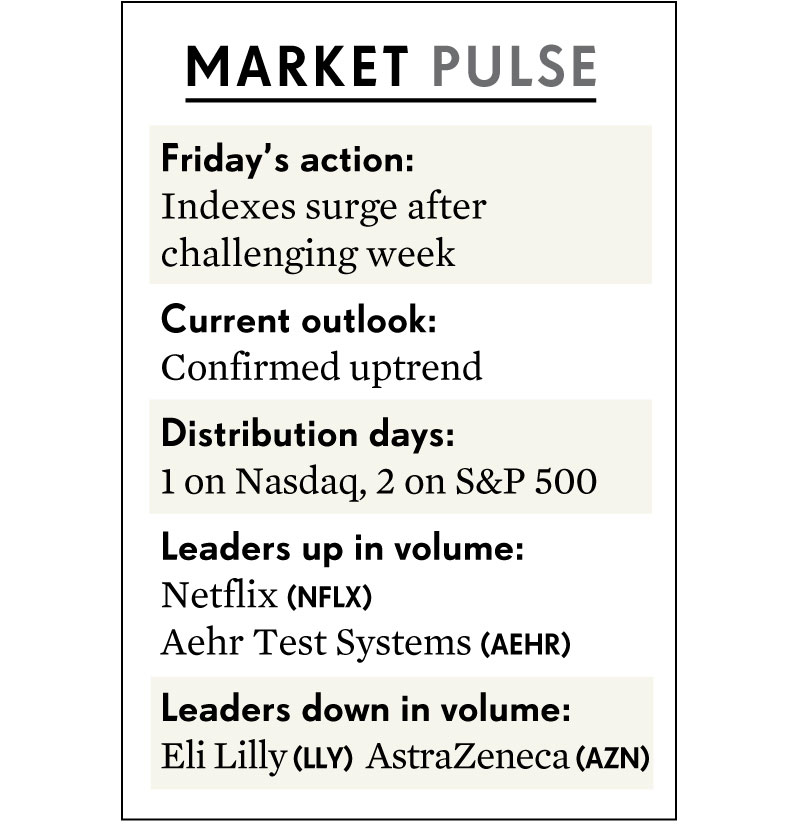 MARKET PULSE
Friday’s action:
Indexes surge after
challenging week
Current outlook:
Confirmed uptrend
Distribution days:
1 on Nasdaq, 2 on S&P 500
Leaders up in volume:
Netflix (NFLX)
Aehr Test Systems (AEHR)
Leaders down in volume:
Eli Lilly (LLY) AstraZeneca (AZN)